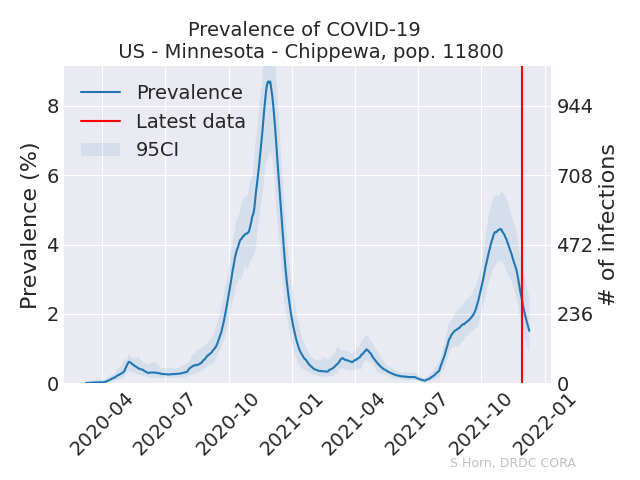 Prevalence of COVID-19
US - Minnesota - Chippewa, pop. 11800
Prevalence
Latest data
95CI
Prevalence (%)
8
6
4
2
0
944
708
472
236
0
# of infections
2020-04
2020-07
2020-10
2021-01
2021-04
2021-07
2021-10
2022-01
S Horn, DRDC CORA